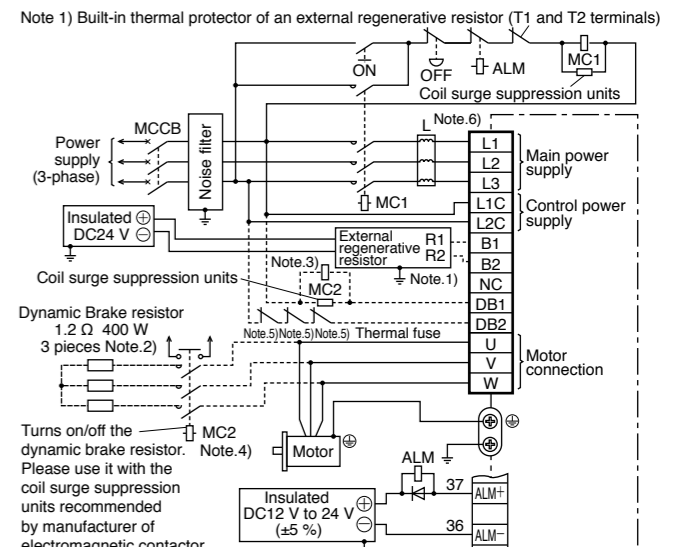 Note 1) Built-in thermal protector of an external regenerative resistor (T1 and T2 terminals)
ON
OFF
ALM
MC1
Coil surge suppression units
MCCB
Noise filter
L
Note.6)
Power
supply
(3-phase)
L1
L2
L3
Main power
supply
MC1
L1C
L2C
Control power
supply
Insulated
DC24 V
External
regenerative
resistor
R1
R2
B1
B2
Note.1)
NC
Note.3)
Coil surge suppression units
MC2
DB1
DB2
Note.5)Note.5)Note.5) Thermal fuse
Dynamic Brake resistor
1.2 Ω 400 W
3 pieces Note.2)
U
V
W
Motor
connection
Turns on/off the
dynamic brake resistor.
Please use it with the
coil surge suppression
units recommended
by manufacturer of
electromagnetic contactor
MC2
Note.4)
Motor
ALM
Insulated
DC12 V to 24 V
(±5 %)
37
ALM+
36
ALM−